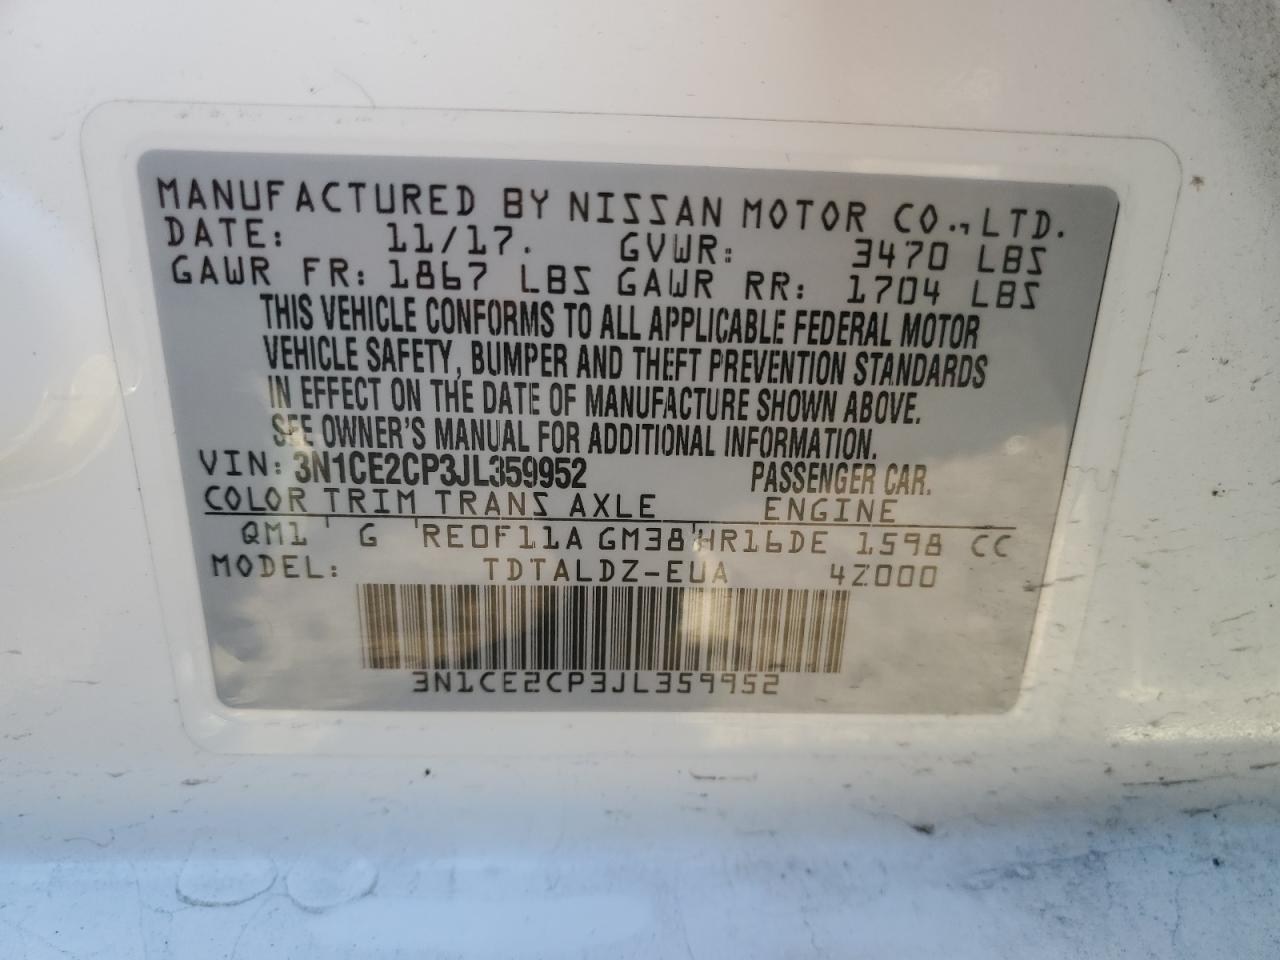 MANUFACTURED BY NISSAN MOTOR CO., LTD.
DATE: 11/17. GVWR: 3470 LBS
GAWR FR: 1867 LBS GAWR RR: 1704 LBS
THIS VEHICLE CONFORMS TO ALL APPLICABLE FEDERAL MOTOR
VEHICLE SAFETY, BUMPER AND THEFT PREVENTION STANDARDS
IN EFFECT ON THE DATE OF MANUFACTURE SHOWN ABOVE.
SEE OWNER'S MANUAL FOR ADDITIONAL INFORMATION.
VIN: 3N1CE2CP3JL359952 PASSENGER CAR.
COLOR TRIM TRANS AXLE ENGINE
QM1 G RE0F11A GM38 HR16DE 1598 CC
MODEL: TDTALDZ-EUA 4Z000
3N1CE2CP3JL359952